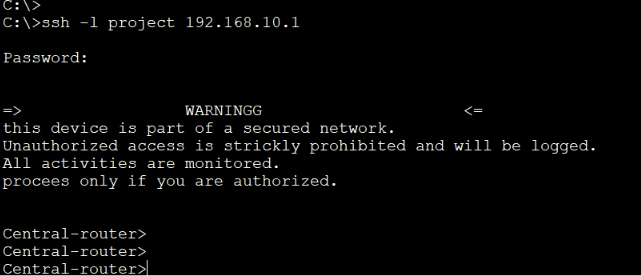 C:\>
C:\>ssh -l project 192.168.10.1
Password:
=> WARNINGG <=
this device is part of a secured network.
Unauthorized access is strickly prohibited and will be logged.
All activities are monitored.
procees only if you are authorized.
Central-router>
Central-router>
Central-router>